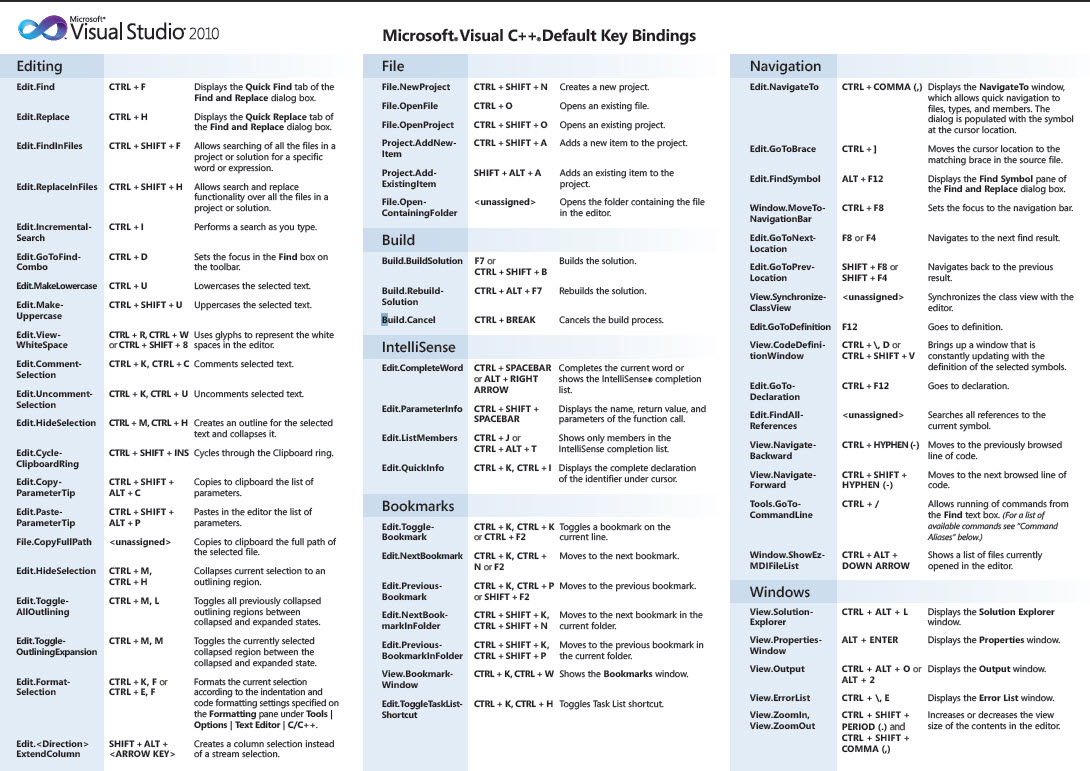 Microsoft®
Visual Studio® 2010
Microsoft® Visual C++® Default Key Bindings
Editing
Edit.Find CTRL + F Displays the Quick Find tab of the
Find and Replace dialog box.
Edit.Replace CTRL + H Displays the Quick Replace tab of
the Find and Replace dialog box.
Edit.FindInFiles CTRL + SHIFT + F Allows searching of all the files in a
project or solution for a specific
word or expression.
Edit.ReplaceInFiles CTRL + SHIFT + H Allows search and replace
functionality over all the files in a
project or solution.
Edit.Incremental- CTRL + I Performs a search as you type.
Search
Edit.GoToFind- CTRL + D Sets the focus in the Find box on
Combo the toolbar.
Edit.MakeLowercase CTRL + U Lowercases the selected text.
Edit.Make- CTRL + SHIFT + U Uppercases the selected text.
Uppercase
Edit.View- CTRL + R, CTRL + W Uses glyphs to represent the white
WhiteSpace or CTRL + SHIFT + 8 spaces in the editor.
Edit.Comment- CTRL + K, CTRL + C Comments selected text.
Selection
Edit.Uncomment- CTRL + K, CTRL + U Uncomments selected text.
Selection
Edit.HideSelection CTRL + M, CTRL + H Creates an outline for the selected
text and collapses it.
Edit.Cycle- CTRL + SHIFT + INS Cycles through the Clipboard ring.
ClipboardRing
Edit.Copy- CTRL + SHIFT + Copies to clipboard the list of
ParameterTip ALT + C parameters.
Edit.Paste- CTRL + SHIFT + Pastes in the editor the list of
ParameterTip ALT + P parameters.
File.CopyFullPath <unassigned> Copies to clipboard the full path of
the selected file.
Edit.HideSelection CTRL + M, Collapses current selection to an
CTRL + H outlining region.
Edit.Toggle- CTRL + M, L Toggles all previously collapsed
AllOutlining outlining regions between
collapsed and expanded states.
Edit.Toggle- CTRL + M, M Toggles the currently selected
OutliningExpansion collapsed region between the
collapsed and expanded state.
Edit.Format- CTRL + K, F or Formats the current selection
Selection CTRL + E, F according to the indentation and
code formatting settings specified on
the Formatting pane under Tools |
Options | Text Editor | C/C++.
Edit.<Direction> SHIFT + ALT + Creates a column selection instead
ExtendColumn <ARROW KEY> of a stream selection.
File
File.NewProject CTRL + SHIFT + N Creates a new project.
File.OpenFile CTRL + O Opens an existing file.
File.OpenProject CTRL + SHIFT + O Opens an existing project.
Project.AddNew- CTRL + SHIFT + A Adds a new item to the project.
Item
Project.Add- SHIFT + ALT + A Adds an existing item to the
ExistingItem project.
File.Open- <unassigned> Opens the folder containing the file
ContainingFolder in the editor.
Build
Build.BuildSolution F7 or Builds the solution.
CTRL + SHIFT + B
Build.Rebuild- CTRL + ALT + F7 Rebuilds the solution.
Solution
Build.Cancel CTRL + BREAK Cancels the build process.
IntelliSense
Edit.CompleteWord CTRL + SPACEBAR Completes the current word or
or ALT + RIGHT shows the IntelliSense® completion
ARROW list.
Edit.ParameterInfo CTRL + SHIFT + Displays the name, return value, and
SPACEBAR parameters of the function call.
Edit.ListMembers CTRL + J or Shows only members in the
CTRL + ALT + T IntelliSense completion list.
Edit.QuickInfo CTRL + K, CTRL + I Displays the complete declaration
of the identifier under cursor.
Bookmarks
Edit.Toggle- CTRL + K, CTRL + K Toggles a bookmark on the
Bookmark or CTRL + F2 current line.
Edit.NextBookmark CTRL + K, CTRL + Moves to the next bookmark.
N or F2
Edit.Previous- CTRL + K, CTRL + P Moves to the previous bookmark.
Bookmark or SHIFT + F2
Edit.NextBook- CTRL + SHIFT + K, Moves to the next bookmark in the
markInFolder CTRL + SHIFT + N current folder.
Edit.Previous- CTRL + SHIFT + K, Moves to the previous bookmark in
BookmarkInFolder CTRL + SHIFT + P the current folder.
View.Bookmark- CTRL + K, CTRL + W Shows the Bookmarks window.
Window
Edit.ToggleTaskList- CTRL + K, CTRL + H Toggles Task List shortcut.
Shortcut
Navigation
Edit.NavigateTo CTRL + COMMA (,) Displays the NavigateTo window,
which allows quick navigation to
files, types, and members. The
dialog is populated with the symbol
at the cursor location.
Edit.GoToBrace CTRL + ] Moves the cursor location to the
matching brace in the source file.
Edit.FindSymbol ALT + F12 Displays the Find Symbol pane of
the Find and Replace dialog box.
Window.MoveTo- CTRL + F8 Sets the focus to the navigation bar.
NavigationBar
Edit.GoToNext- F8 or F4 Navigates to the next find result.
Location
Edit.GoToPrev- SHIFT + F8 or Navigates back to the previous
Location SHIFT + F4 result.
View.Synchronize- <unassigned> Synchronizes the class view with the
ClassView editor.
Edit.GoToDefinition F12 Goes to definition.
View.CodeDefini- CTRL + \, D or Brings up a window that is
tionWindow CTRL + SHIFT + V constantly updating with the
definition of the selected symbols.
Edit.GoTo- CTRL + F12 Goes to declaration.
Declaration
Edit.FindAll- <unassigned> Searches all references to the
References current symbol.
View.Navigate- CTRL + HYPHEN (-) Moves to the previously browsed
Backward line of code.
View.Navigate- CTRL + SHIFT + Moves to the next browsed line of
Forward HYPHEN (-) code.
Tools.GoTo- CTRL + / Allows running of commands from
CommandLine the Find text box. (For a list of
available commands see "Command
Aliases" below.)
Window.ShowEz- CTRL + ALT + Shows a list of files currently
MDIFileList DOWN ARROW opened in the editor.
Windows
View.Solution- CTRL + ALT + L Displays the Solution Explorer
Explorer window.
View.Properties- ALT + ENTER Displays the Properties window.
Window
View.Output CTRL + ALT + O or Displays the Output window.
ALT + 2
View.ErrorList CTRL + \, E Displays the Error List window.
View.ZoomIn, CTRL + SHIFT + Increases or decreases the view
View.ZoomOut PERIOD (.) and size of the contents in the editor.
CTRL + SHIFT +
COMMA (,)